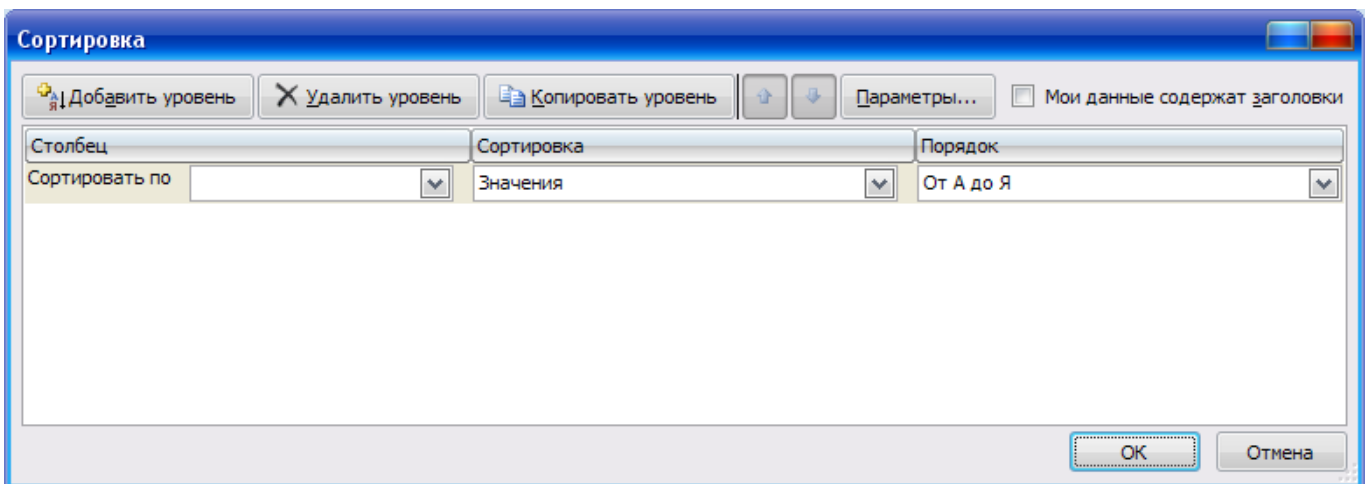 Сортировка
Добавить уровень Удалить уровень Копировать уровень Параметры... Мои данные содержат заголовки
Столбец Сортировка Порядок
Сортировать по Значения От А до Я
ОК Отмена